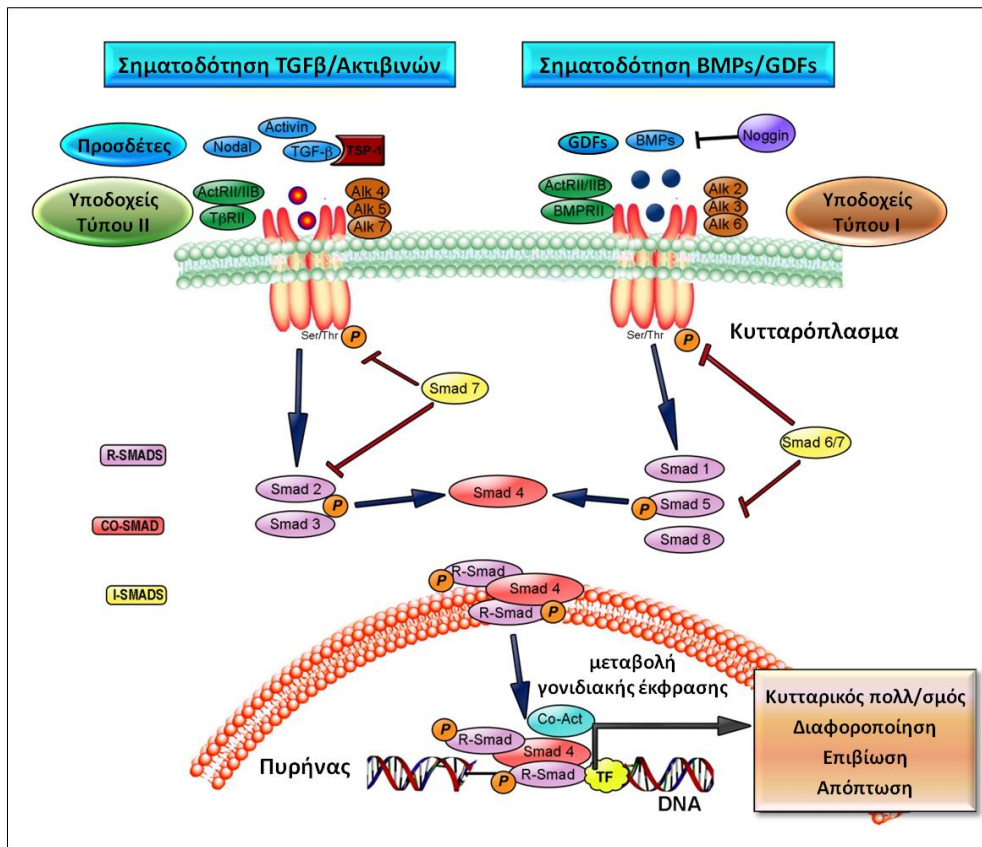 Σηματοδότηση TGFβ/Ακτιβινών
Σηματοδότηση BMPs/GDFs
Προσδέτες
Activin
Nodal
TGF-β
TSP-1
GDFs
BMPs
Noggin
Υποδοχείς
Τύπου II
ActRII/IIB
TβRII
Alk 4
Alk 5
Alk 7
ActRII/IIB
BMPRII
Alk 2
Alk 3
Alk 6
Υποδοχείς
Τύπου I
Ser/Thr
P
Ser/Thr
P
Κυτταρόπλασμα
Smad 7
Smad 6/7
R-SMADS
Smad 2
P
Smad 3
Smad 4
Smad 1
P
Smad 5
Smad 8
CO-SMAD
I-SMADS
P
R-Smad
Smad 4
R-Smad
P
μεταβολή
γονιδιακής έκφρασης
Κυτταρικός πολλ/σμός
Διαφοροποίηση
Επιβίωση
Απόπτωση
Co-Act
P
R-Smad
Smad 4
Πυρήνας
P
R-Smad
TF
DNA